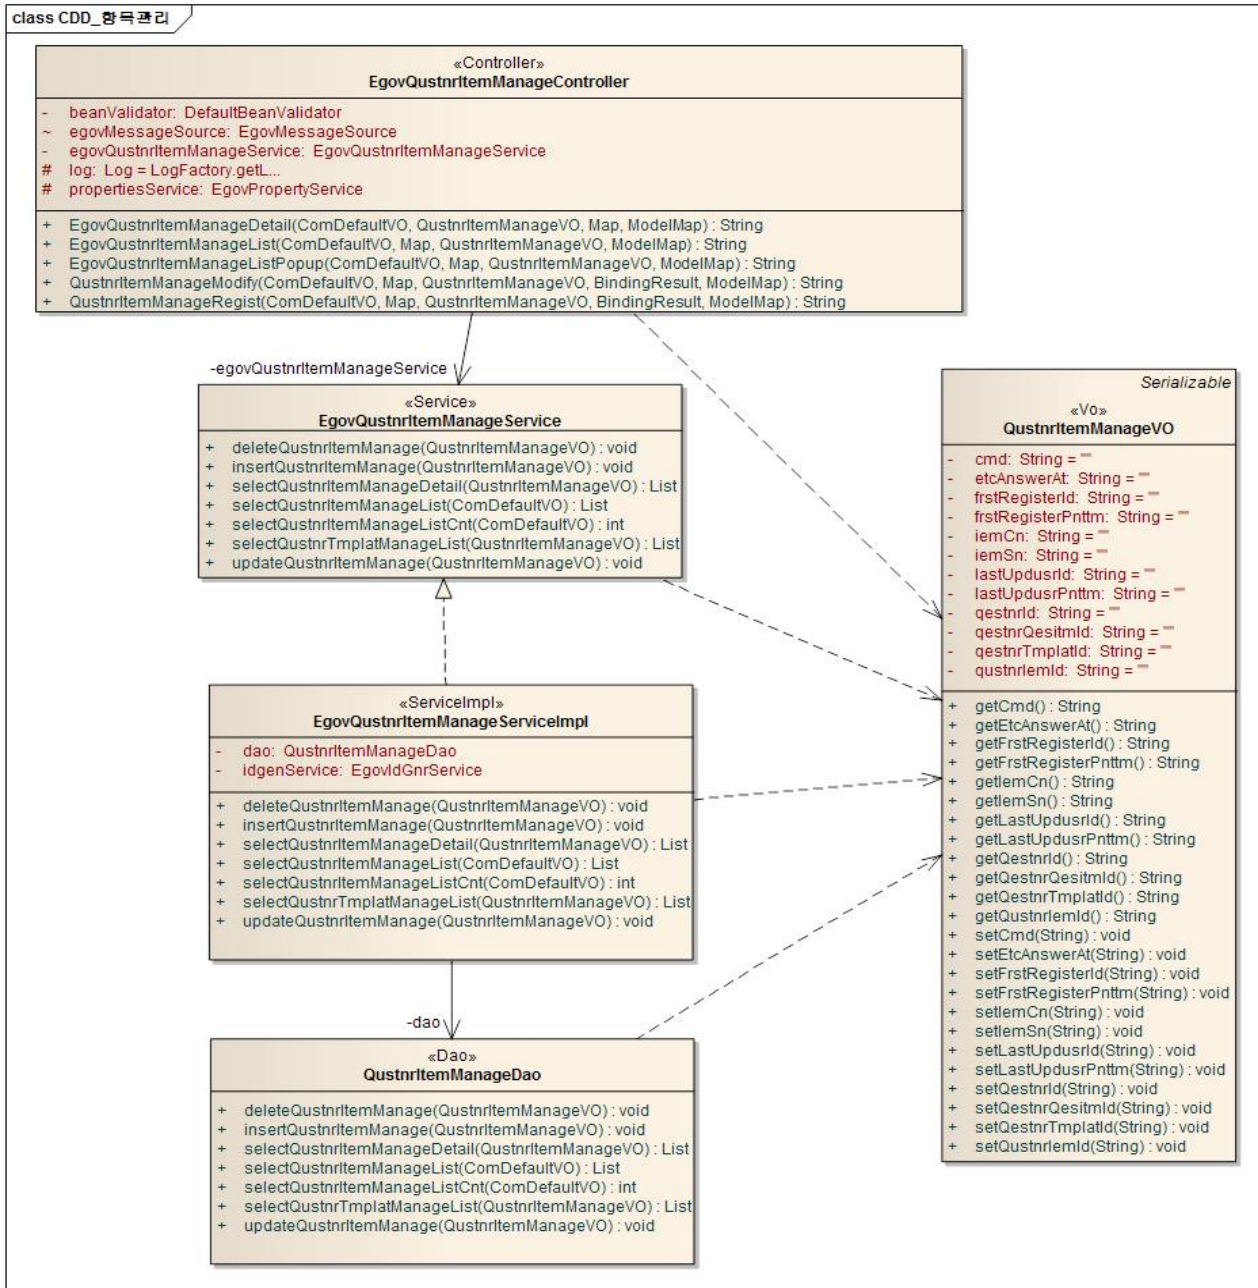 class CDD_항목관리
«Controller»
EgovQustnrItemManageController
- beanValidator: DefaultBeanValidator
~ egovMessageSource: EgovMessageSource
- egovQustnrItemManageService: EgovQustnrItemManageService
# log: Log = LogFactory.getL...
# propertiesService: EgovPropertyService
+ EgovQustnrItemManageDetail(ComDefaultVO, QustnrItemManageVO, Map, ModelMap) : String
+ EgovQustnrItemManageList(ComDefaultVO, Map, QustnrItemManageVO, ModelMap) : String
+ EgovQustnrItemManageListPopup(ComDefaultVO, Map, QustnrItemManageVO, ModelMap) : String
+ QustnrItemManageModify(ComDefaultVO, Map, QustnrItemManageVO, BindingResult, ModelMap) : String
+ QustnrItemManageRegist(ComDefaultVO, Map, QustnrItemManageVO, BindingResult, ModelMap) : String
-egovQustnrItemManageService
«Service»
EgovQustnrItemManageService
+ deleteQustnrItemManage(QustnrItemManageVO) : void
+ insertQustnrItemManage(QustnrItemManageVO) : void
+ selectQustnrItemManageDetail(QustnrItemManageVO) : List
+ selectQustnrItemManageList(ComDefaultVO) : List
+ selectQustnrItemManageListCnt(ComDefaultVO) : int
+ selectQustnrTmplatManageList(QustnrItemManageVO) : List
+ updateQustnrItemManage(QustnrItemManageVO) : void
«ServiceImpl»
EgovQustnrItemManageServiceImpl
- dao: QustnrItemManageDao
- idgenService: EgovIdGnrService
+ deleteQustnrItemManage(QustnrItemManageVO) : void
+ insertQustnrItemManage(QustnrItemManageVO) : void
+ selectQustnrItemManageDetail(QustnrItemManageVO) : List
+ selectQustnrItemManageList(ComDefaultVO) : List
+ selectQustnrItemManageListCnt(ComDefaultVO) : int
+ selectQustnrTmplatManageList(QustnrItemManageVO) : List
+ updateQustnrItemManage(QustnrItemManageVO) : void
-dao
«Dao»
QustnrItemManageDao
+ deleteQustnrItemManage(QustnrItemManageVO) : void
+ insertQustnrItemManage(QustnrItemManageVO) : void
+ selectQustnrItemManageDetail(QustnrItemManageVO) : List
+ selectQustnrItemManageList(ComDefaultVO) : List
+ selectQustnrItemManageListCnt(ComDefaultVO) : int
+ selectQustnrTmplatManageList(QustnrItemManageVO) : List
+ updateQustnrItemManage(QustnrItemManageVO) : void
Serializable
«Vo»
QustnrItemManageVO
- cmd: String = ""
- etcAnswerAt: String = ""
- frstRegisterId: String = ""
- frstRegisterPnttm: String = ""
- iemCn: String = ""
- iemSn: String = ""
- lastUpdusrId: String = ""
- lastUpdusrPnttm: String = ""
- qestnrId: String = ""
- qestnrQesitmId: String = ""
- qestnrTmplatId: String = ""
- qustnrIemId: String = ""
+ getCmd() : String
+ getEtcAnswerAt() : String
+ getFrstRegisterId() : String
+ getFrstRegisterPnttm() : String
+ getIemCn() : String
+ getIemSn() : String
+ getLastUpdusrId() : String
+ getLastUpdusrPnttm() : String
+ getQestnrId() : String
+ getQestnrQesitmId() : String
+ getQestnrTmplatId() : String
+ getQustnrIemId() : String
+ setCmd(String) : void
+ setEtcAnswerAt(String) : void
+ setFrstRegisterId(String) : void
+ setFrstRegisterPnttm(String) : void
+ setIemCn(String) : void
+ setIemSn(String) : void
+ setLastUpdusrId(String) : void
+ setLastUpdusrPnttm(String) : void
+ setQestnrId(String) : void
+ setQestnrQesitmId(String) : void
+ setQestnrTmplatId(String) : void
+ setQustnrIemId(String) : void